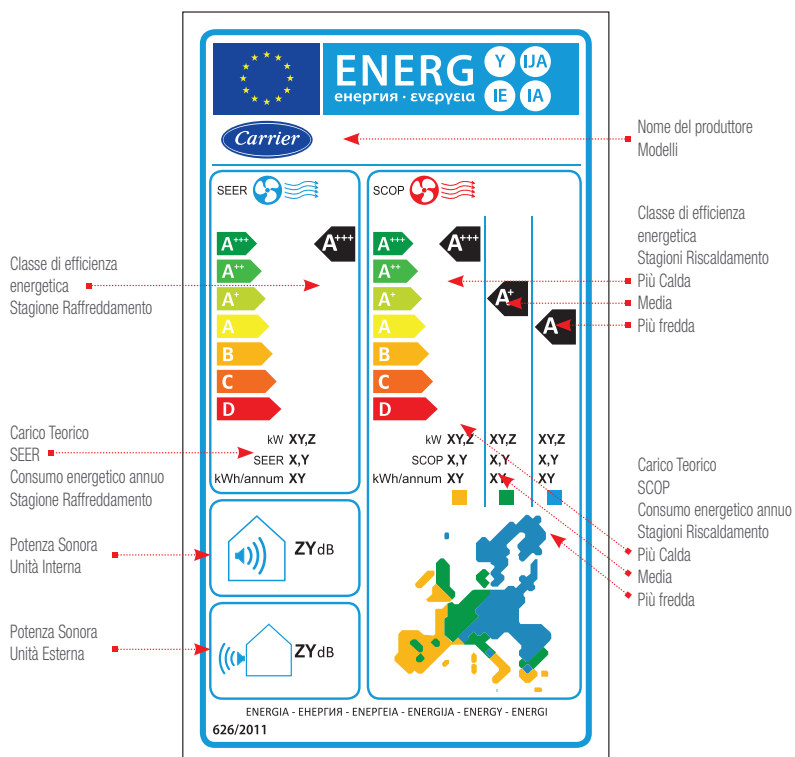 ENERG
енергия · ενεργεια
Y IJA
IE IA
Carrier
Nome del produttore
Modelli
SEER
A+++
A++
A+
A
B
C
D
A+++
kW XY,Z
SEER X,Y
kWh/annum XY
SCOP
A+++
A++
A+
A
B
C
D
A+++
A+
A
kW XY,Z XY,Z XY,Z
SCOP X,Y X,Y X,Y
kWh/annum XY XY XY
Classe di efficienza
energetica
Stagione Raffreddamento
Classe di efficienza
energetica
Stagioni Riscaldamento
Più Calda
Media
Più fredda
Carico Teorico
SEER
Consumo energetico annuo
Stagione Raffreddamento
Carico Teorico
SCOP
Consumo energetico annuo
Stagioni Riscaldamento
Più Calda
Media
Più fredda
Potenza Sonora
Unità Interna
ZYdB
Potenza Sonora
Unità Esterna
ZYdB
ENERGIA - ЕНЕРГИЯ - ΕΝΕΡΓΕΙΑ - ENERGIJA - ENERGY - ENERGI
626/2011